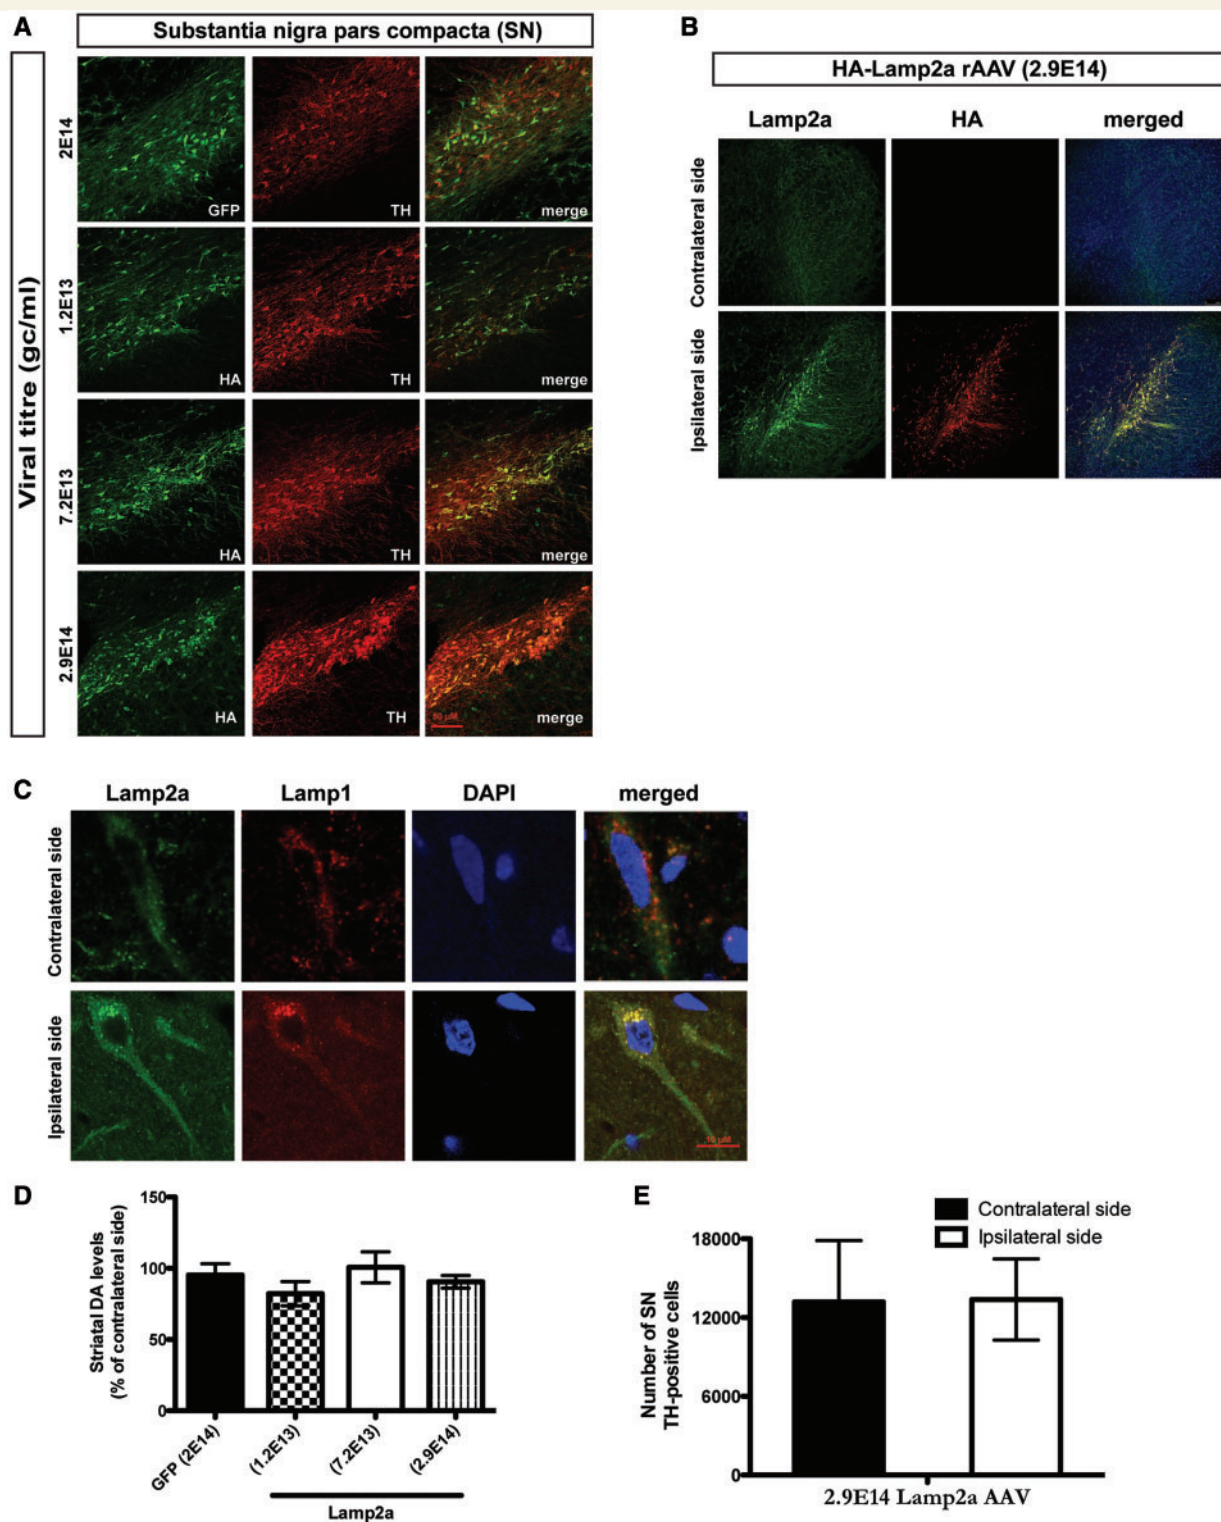 A
Substantia nigra pars compacta (SN)
Viral titre (gc/ml)
2E14
GFP
TH
merge
1.2E13
HA
TH
merge
7.2E13
HA
TH
merge
2.9E14
HA
TH
50 µM
merge
B
HA-Lamp2a rAAV (2.9E14)
Lamp2a
HA
merged
Contralateral side
Ipsilateral side
C
Lamp2a
Lamp1
DAPI
merged
Contralateral side
Ipsilateral side
10 µM
D
Striatal DA levels
(% of contralateral side)
150
100
50
0
GFP (2E14)
(1.2E13)
(7.2E13)
(2.9E14)
Lamp2a
E
Contralateral side
Ipsilateral side
Number of SN
TH-positive cells
18000
12000
6000
0
2.9E14 Lamp2a AAV